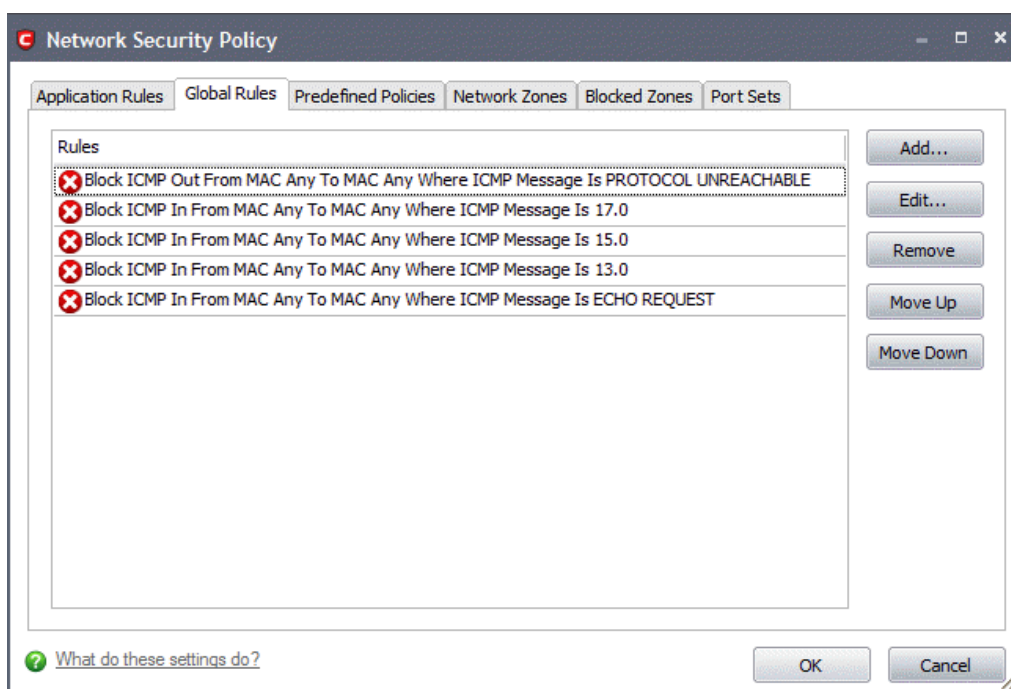 Network Security Policy
Application Rules Global Rules Predefined Policies Network Zones Blocked Zones Port Sets
Rules
Block ICMP Out From MAC Any To MAC Any Where ICMP Message Is PROTOCOL UNREACHABLE
Block ICMP In From MAC Any To MAC Any Where ICMP Message Is 17.0
Block ICMP In From MAC Any To MAC Any Where ICMP Message Is 15.0
Block ICMP In From MAC Any To MAC Any Where ICMP Message Is 13.0
Block ICMP In From MAC Any To MAC Any Where ICMP Message Is ECHO REQUEST
Add...
Edit...
Remove
Move Up
Move Down
What do these settings do?
OK Cancel